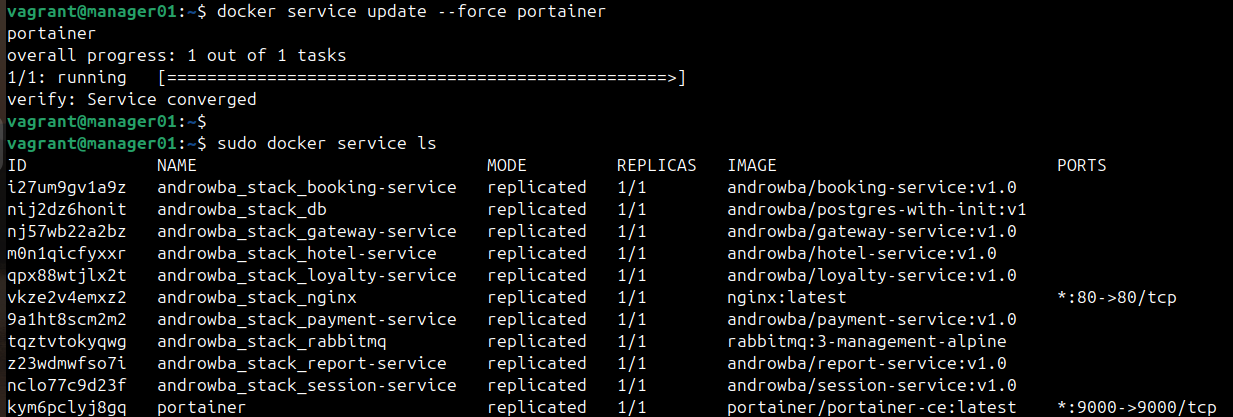 vagrant@manager01:~$ docker service update --force portainer
portainer
overall progress: 1 out of 1 tasks
1/1: running   [==================================================>]
verify: Service converged
vagrant@manager01:~$
vagrant@manager01:~$ sudo docker service ls
ID             NAME                             MODE         REPLICAS   IMAGE                            PORTS
i27um9gv1a9z   androwba_stack_booking-service   replicated   1/1        androwba/booking-service:v1.0
nij2dz6honit   androwba_stack_db                replicated   1/1        androwba/postgres-with-init:v1
nj57wb22a2bz   androwba_stack_gateway-service   replicated   1/1        androwba/gateway-service:v1.0
m0n1qicfyxxr   androwba_stack_hotel-service     replicated   1/1        androwba/hotel-service:v1.0
qpx88wtjlx2t   androwba_stack_loyalty-service   replicated   1/1        androwba/loyalty-service:v1.0
vkze2v4emxz2   androwba_stack_nginx             replicated   1/1        nginx:latest                     *:80->80/tcp
9a1ht8scm2m2   androwba_stack_payment-service   replicated   1/1        androwba/payment-service:v1.0
tqztvtokyqwg   androwba_stack_rabbitmq          replicated   1/1        rabbitmq:3-management-alpine
z23wdmwfso7i   androwba_stack_report-service    replicated   1/1        androwba/report-service:v1.0
nclo77c9d23f   androwba_stack_session-service   replicated   1/1        androwba/session-service:v1.0
kym6pclyj8gq   portainer                        replicated   1/1        portainer/portainer-ce:latest    *:9000->9000/tcp